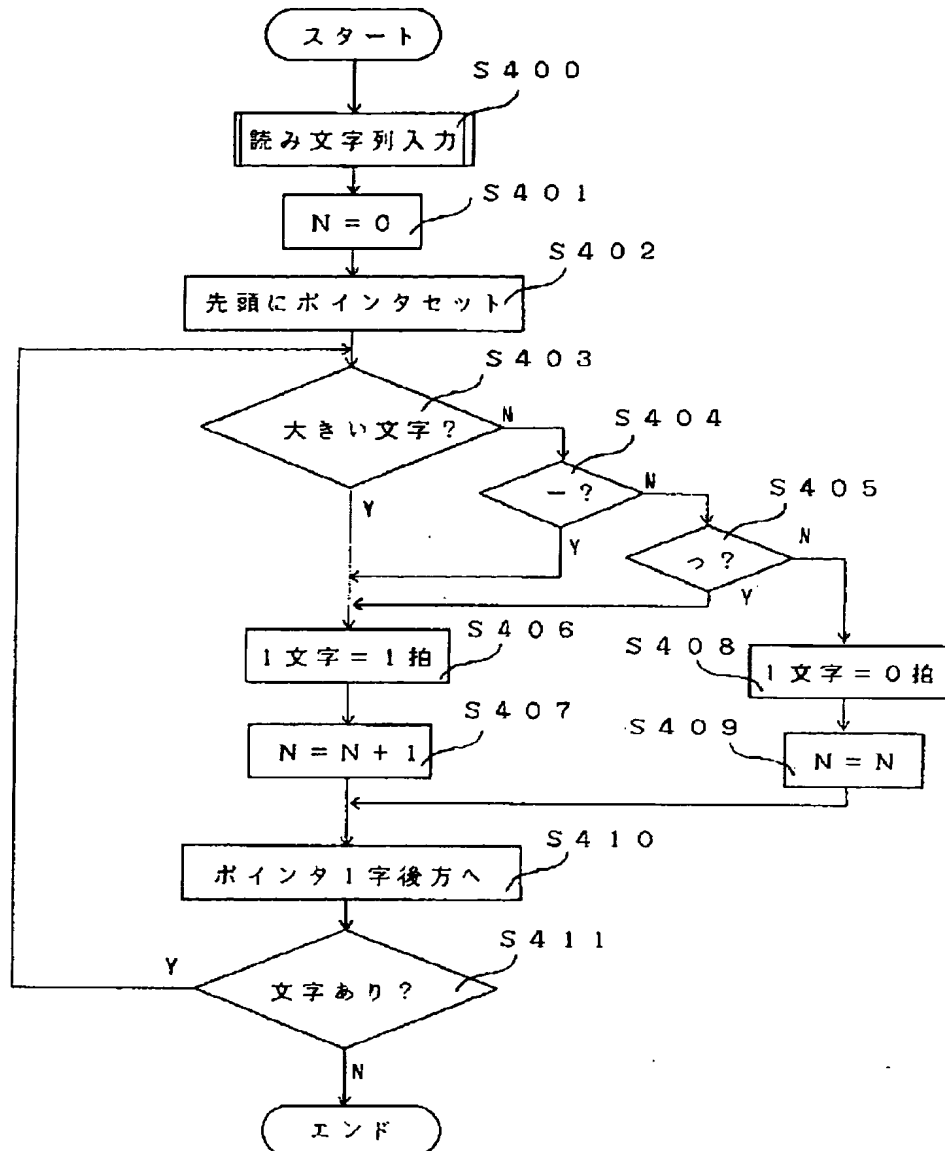 スタート
S400
読み文字列入力
S401
N=0
S402
先頭にポインタセット
S403
大きい文字?
N
S404
ー?
N
S405
Y
Y
っ?
N
Y
S406
1文字=1拍
S408
1文字=0拍
S407
N=N+1
S409
N=N
S410
ポインタ1字後方へ
S411
Y
文字あり?
N
エンド